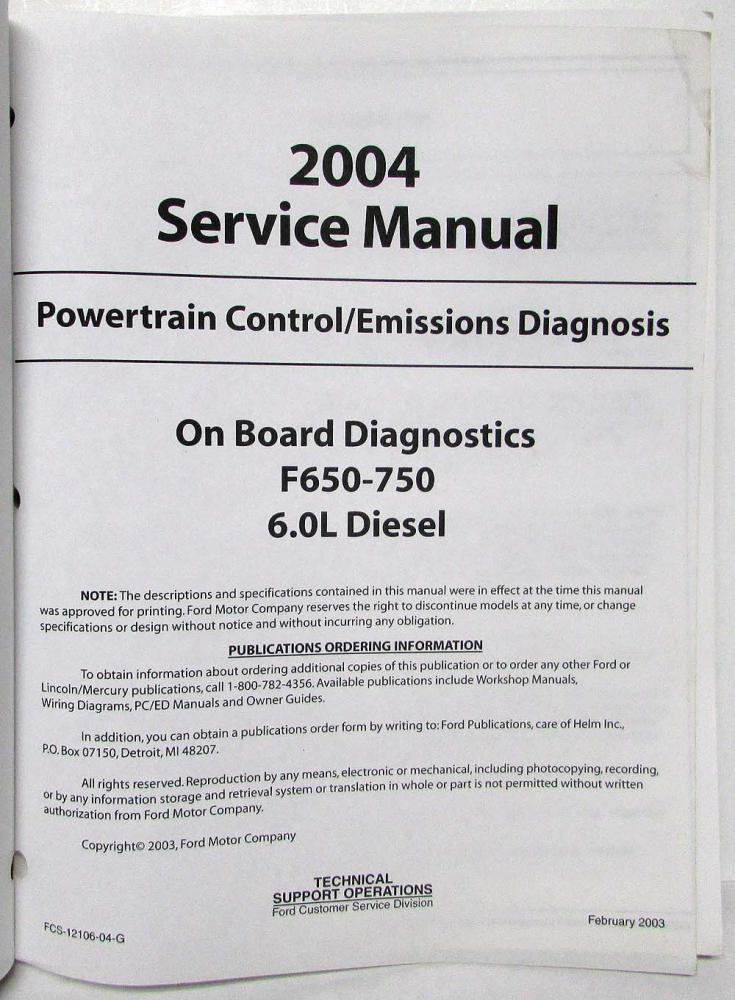 2004
Service Manual
Powertrain Control/Emissions Diagnosis
On Board Diagnostics
F650-750
6.0L Diesel
NOTE: The descriptions and specifications contained in this manual were in effect at the time this manual
was approved for printing. Ford Motor Company reserves the right to discontinue models at any time, or change
specifications or design without notice and without incurring any obligation.
PUBLICATIONS ORDERING INFORMATION
To obtain information about ordering additional copies of this publication or to order any other Ford or
Lincoln/Mercury publications, call 1-800-782-4356. Available publications include Workshop Manuals,
Wiring Diagrams, PC/ED Manuals and Owner Guides.
In addition, you can obtain a publications order form by writing to: Ford Publications, care of Helm Inc.,
P.O. Box 07150, Detroit, MI 48207.
All rights reserved. Reproduction by any means, electronic or mechanical, including photocopying, recording,
or by any information storage and retrieval system or translation in whole or part is not permitted without written
authorization from Ford Motor Company.
Copyright© 2003, Ford Motor Company
TECHNICAL
SUPPORT OPERATIONS
Ford Customer Service Division
FCS-12106-04-G
February 2003